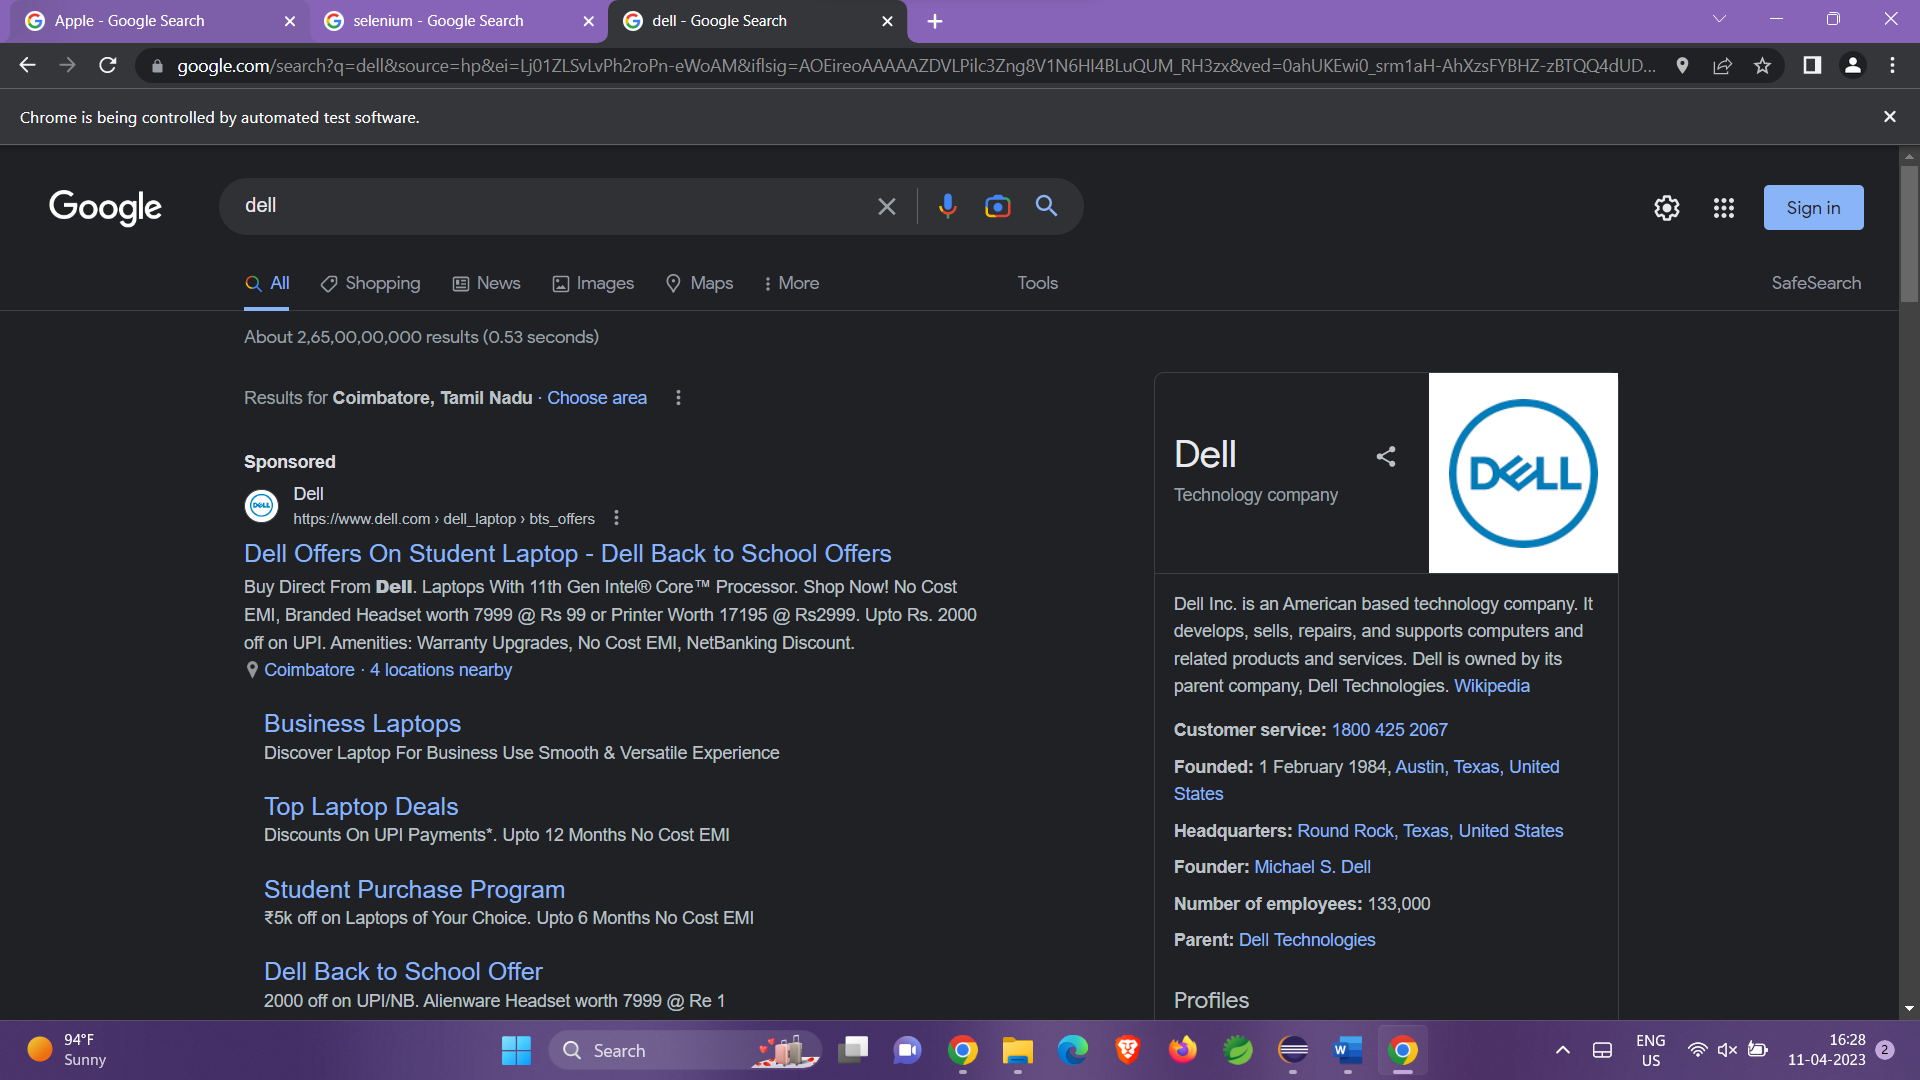 Apple - Google Search
selenium - Google Search
dell - Google Search
google.com/search?q=dell&source=hp&ei=Lj01ZLSvLvPh2roPn-eWoAM&iflsig=AOEireoAAAAAZDVLPilc3Zng8V1N6HI4BLuQUM_RH3zx&ved=0ahUKEwi0_srm1aH-AhXzsFYBHZ-zBTQQ4dUD...
Chrome is being controlled by automated test software.
Google
dell
Sign in
All
Shopping
News
Images
Maps
More
Tools
SafeSearch
About 2,65,00,00,000 results (0.53 seconds)
Results for Coimbatore, Tamil Nadu · Choose area
Sponsored
DELL
Dell
https://www.dell.com › dell_laptop › bts_offers
Dell Offers On Student Laptop - Dell Back to School Offers
Buy Direct From Dell. Laptops With 11th Gen Intel® Core™ Processor. Shop Now! No Cost
EMI, Branded Headset worth 7999 @ Rs 99 or Printer Worth 17195 @ Rs2999. Upto Rs. 2000
off on UPI. Amenities: Warranty Upgrades, No Cost EMI, NetBanking Discount.
Coimbatore · 4 locations nearby
Business Laptops
Discover Laptop For Business Use Smooth & Versatile Experience
Top Laptop Deals
Discounts On UPI Payments*. Upto 12 Months No Cost EMI
Student Purchase Program
₹5k off on Laptops of Your Choice. Upto 6 Months No Cost EMI
Dell Back to School Offer
2000 off on UPI/NB. Alienware Headset worth 7999 @ Re 1
Dell
Technology company
DELL
Dell Inc. is an American based technology company. It
develops, sells, repairs, and supports computers and
related products and services. Dell is owned by its
parent company, Dell Technologies. Wikipedia
Customer service: 1800 425 2067
Founded: 1 February 1984, Austin, Texas, United
States
Headquarters: Round Rock, Texas, United States
Founder: Michael S. Dell
Number of employees: 133,000
Parent: Dell Technologies
Profiles
94°F
Sunny
Search
W
ENG
US
16:28
11-04-2023
2